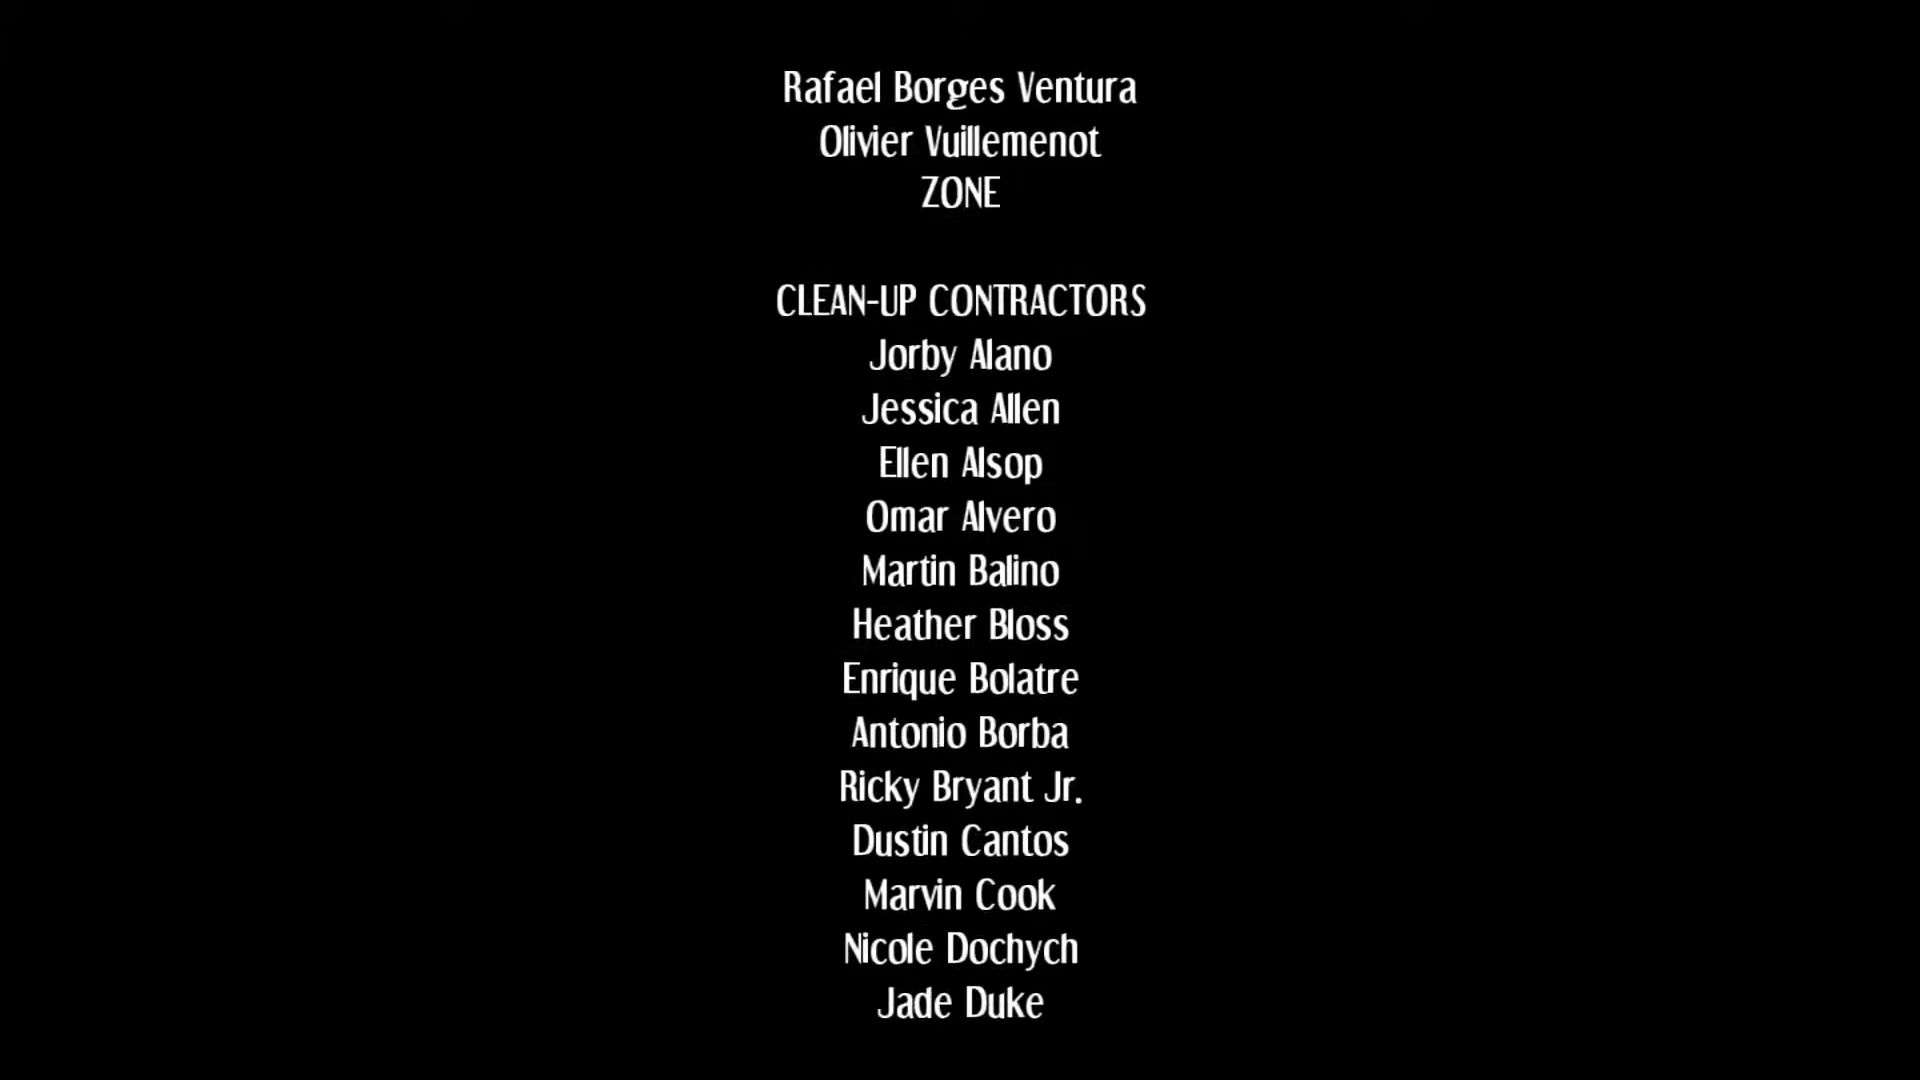 Rafael Borges Ventura
Olivier Vuillemenot
ZONE
CLEAN-UP CONTRACTORS
Jorby Alano
Jessica Allen
Ellen Alsop
Omar Alvero
Martin Balino
Heather Bloss
Enrique Bolatre
Antonio Borba
Ricky Bryant Jr.
Dustin Cantos
Marvin Cook
Nicole Dochych
Jade Duke